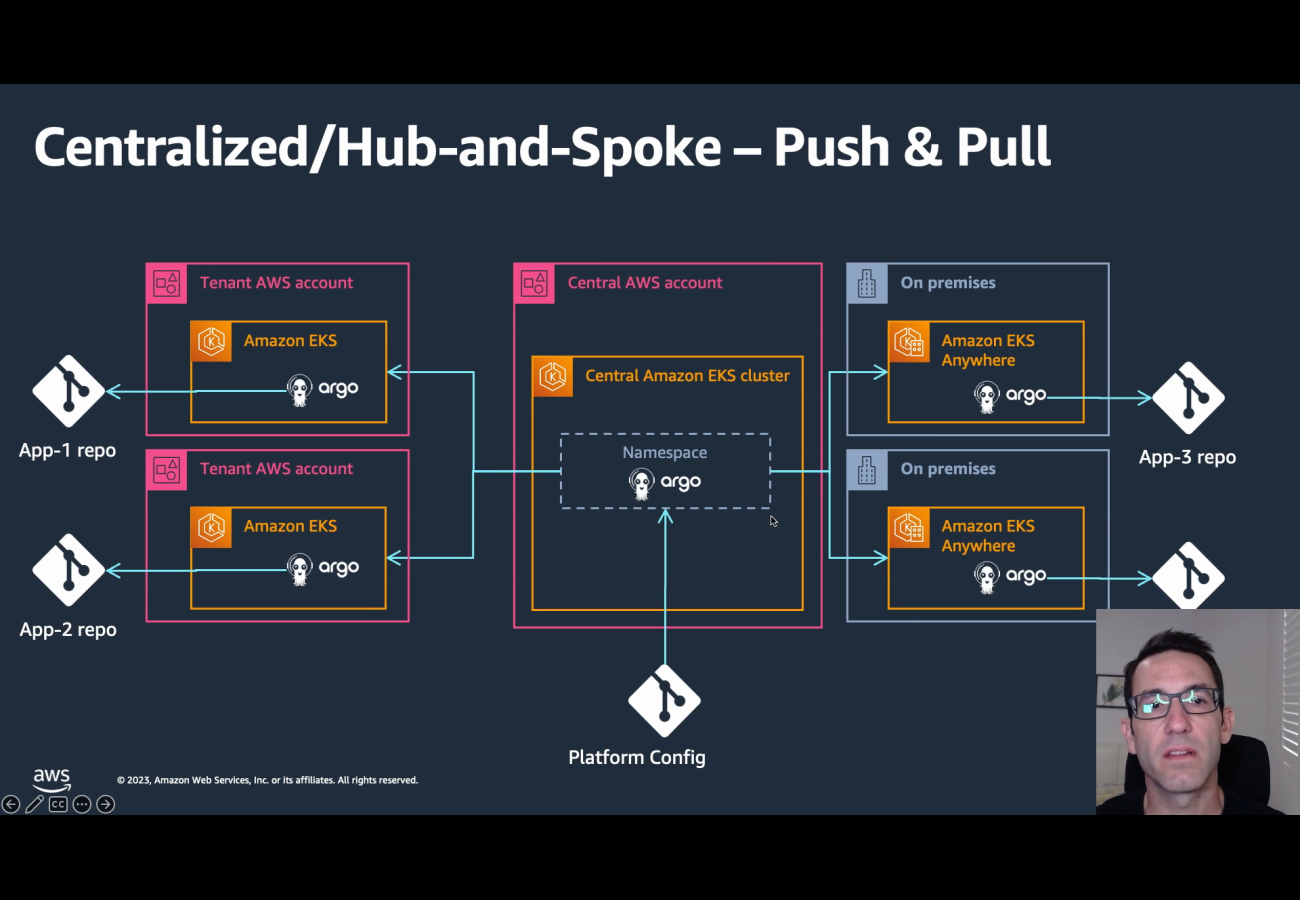 Centralized/Hub-and-Spoke – Push & Pull
Tenant AWS account
Amazon EKS
argo
App-1 repo
Tenant AWS account
Amazon EKS
argo
App-2 repo
Central AWS account
Central Amazon EKS cluster
Namespace
argo
Platform Config
On premises
Amazon EKS
Anywhere
argo
App-3 repo
On premises
Amazon EKS
Anywhere
argo
aws
© 2023, Amazon Web Services, Inc. or its affiliates. All rights reserved.
CC